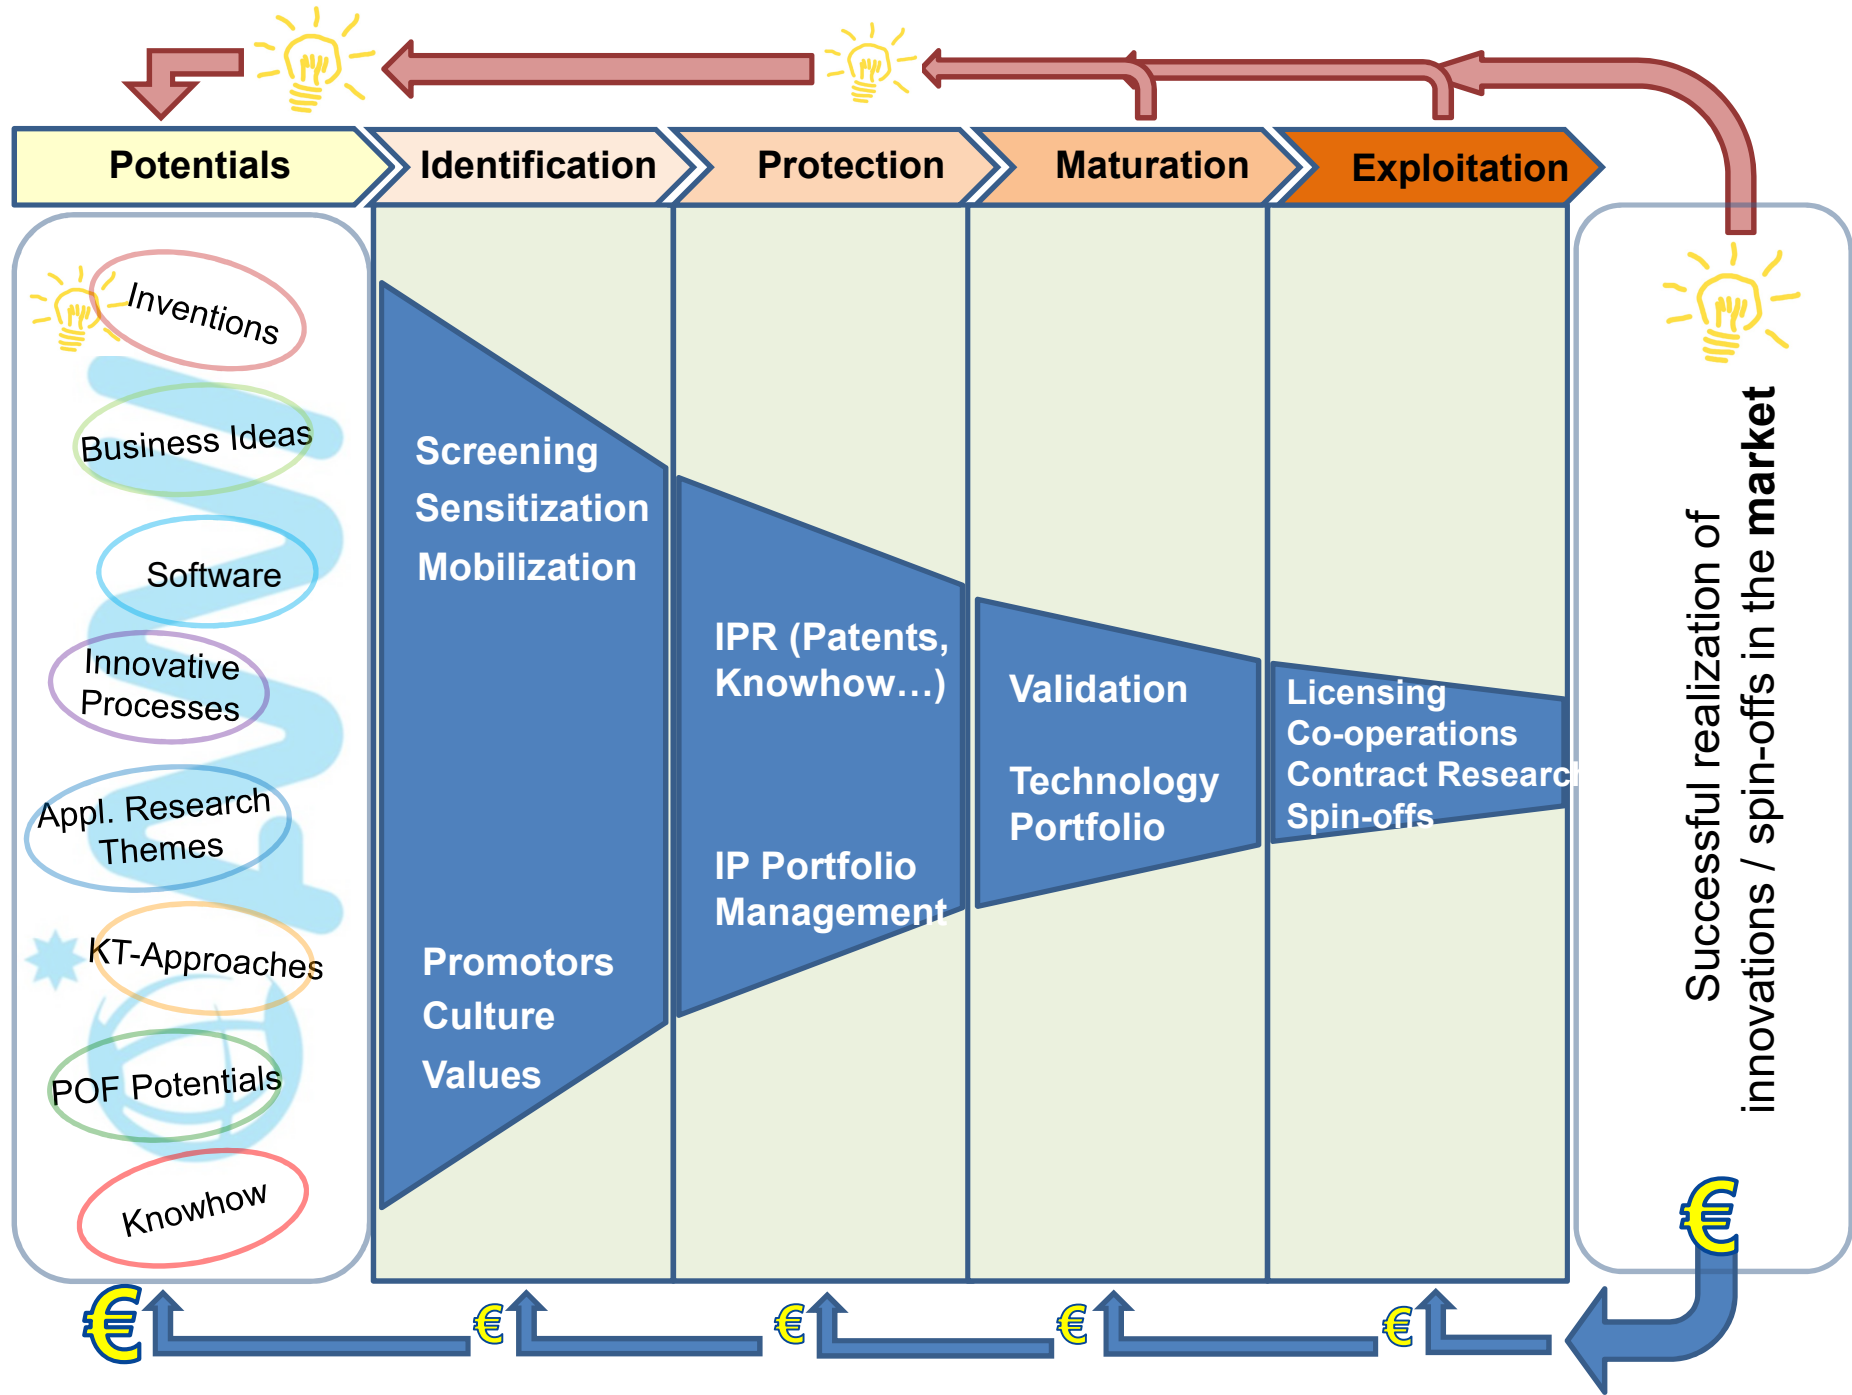 Potentials
Identification
Protection
Maturation
Exploitation
Inventions
Business Ideas
Software
Innovative
Processes
Appl. Research
Themes
KT-Approaches
POF Potentials
Knowhow
Screening
Sensitization
Mobilization
Promotors
Culture
Values
IPR (Patents,
Knowhow…)
IP Portfolio
Management
Validation
Technology
Portfolio
Licensing
Co-operations
Contract Research
Spin-offs
Successful realization of
innovations / spin-offs in the market
€
€
€
€
€
€